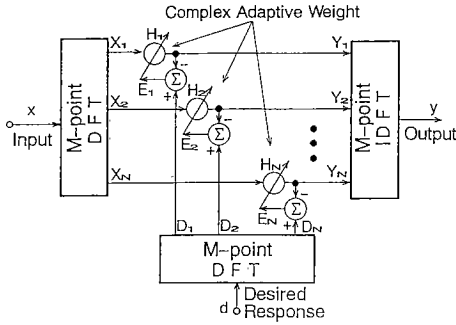 Complex Adaptive Weight
X1
H1
Y1
−
Σ
+
E1
x
Input
M-point
DFT
X2
H2
Y2
−
Σ
+
E2
M-point
IDFT
y
Output
XN
HN
YN
−
Σ
+
EN
D1
D2
DN
M-point
DFT
d
Desired
Response